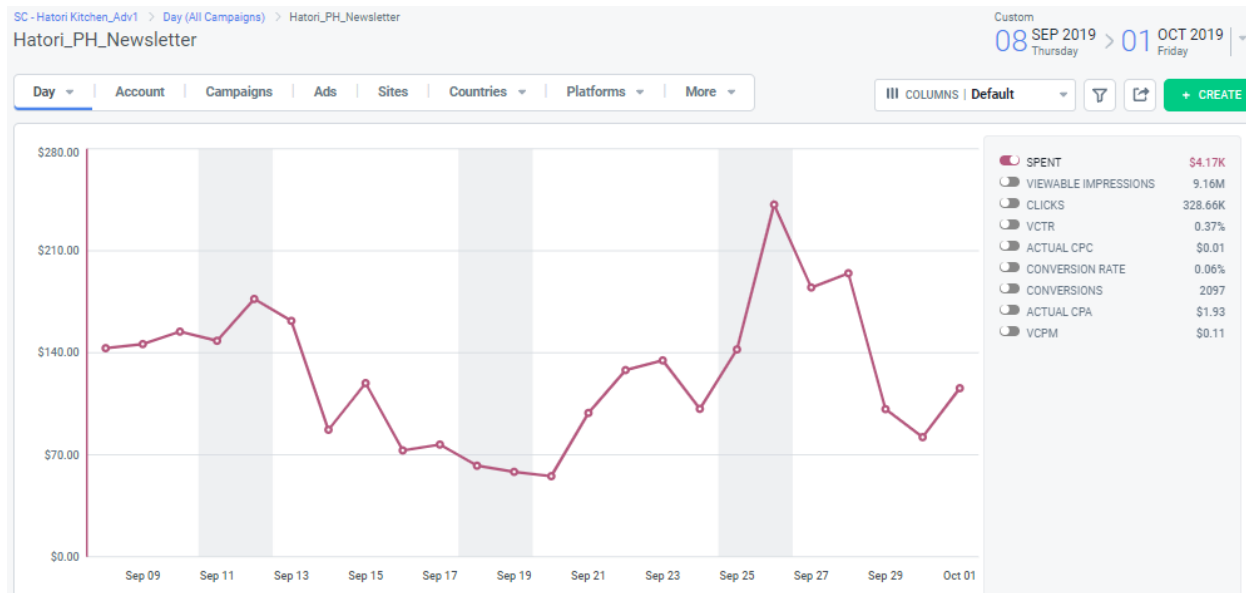 SC - Hatori Kitchen_Adv1 > Day (All Campaigns) > Hatori_PH_Newsletter
Hatori_PH_Newsletter
Custom
08 SEP 2019 Thursday > 01 OCT 2019 Friday
Day
Account
Campaigns
Ads
Sites
Countries
Platforms
More
COLUMNS | Default
+ CREATE
$280.00
$210.00
$140.00
$70.00
$0.00
Sep 09
Sep 11
Sep 13
Sep 15
Sep 17
Sep 19
Sep 21
Sep 23
Sep 25
Sep 27
Sep 29
Oct 01
SPENT $4.17K
VIEWABLE IMPRESSIONS 9.16M
CLICKS 328.66K
VCTR 0.37%
ACTUAL CPC $0.01
CONVERSION RATE 0.06%
CONVERSIONS 2097
ACTUAL CPA $1.93
VCPM $0.11